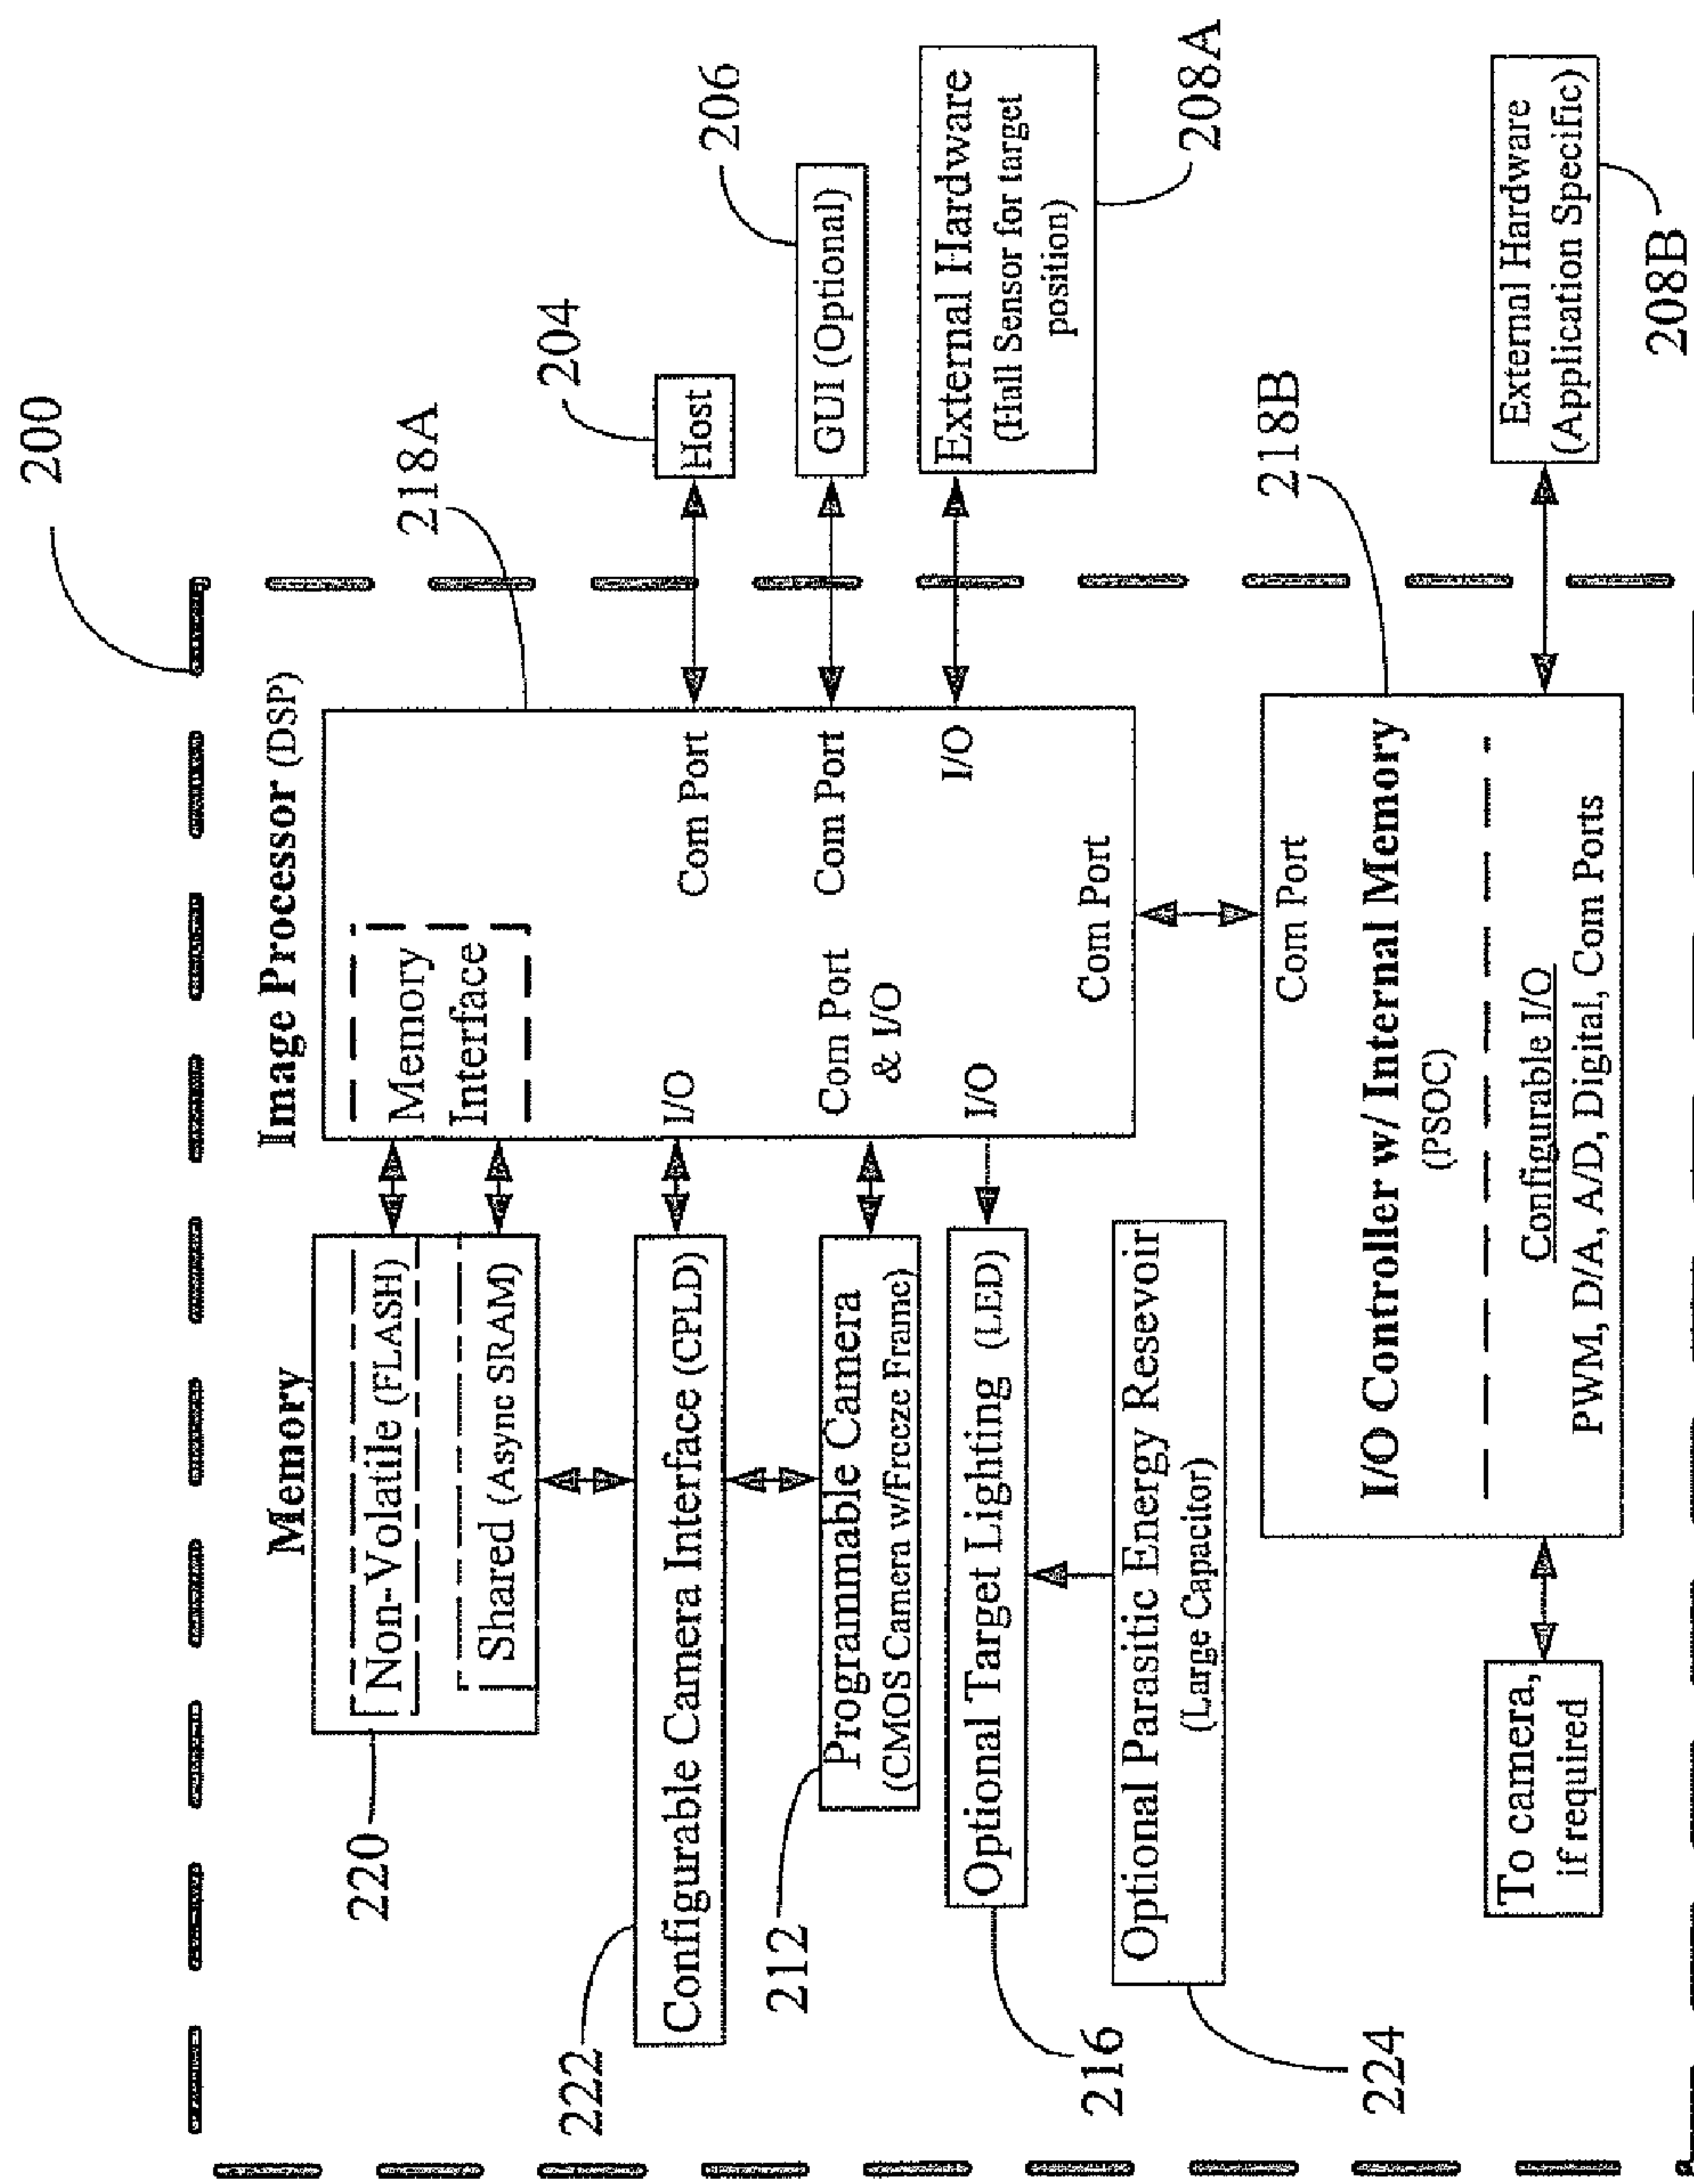 200
Image Processor (DSP)
218A
Memory
Non-Volatile (FLASH)
Shared (Async SRAM)
220
Memory
Interface
I/O
Com Port
& I/O
I/O
Com Port
Com Port
I/O
Com Port
204
Host
206
GUI (Optional)
External Hardware
(Hall Sensor for target
position)
208A
222
Configurable Camera Interface (CPLD)
212
Programmable Camera
(CMOS Camera w/Freeze Frame)
Optional Target Lighting (LED)
216
Optional Parasitic Energy Resevoir
(Large Capacitor)
224
218B
Com Port
I/O Controller w/ Internal Memory
(PSOC)
Configurable I/O
PWM, D/A, A/D, Digital, Com Ports
To camera,
if required
External Hardware
(Application Specific)
208B